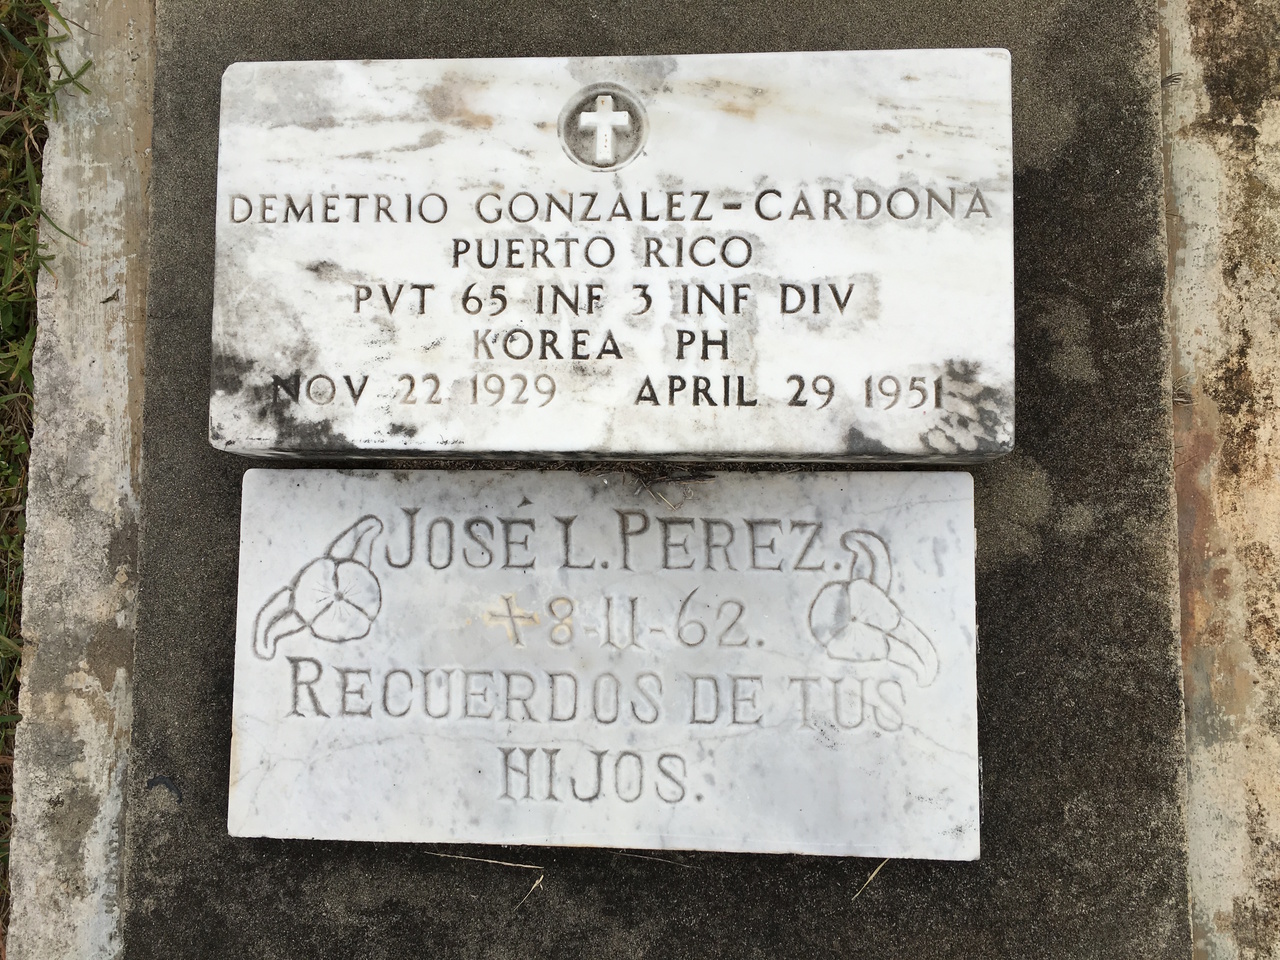 DEMETRIO GONZALEZ-CARDONA
PUERTO RICO
PVT 65 INF 3 INF DIV
KOREA PH
NOV 22 1929 APRIL 29 1951
JOSÉ L. PEREZ.
✝ 8-11-62.
RECUERDOS DE TUS
HIJOS.